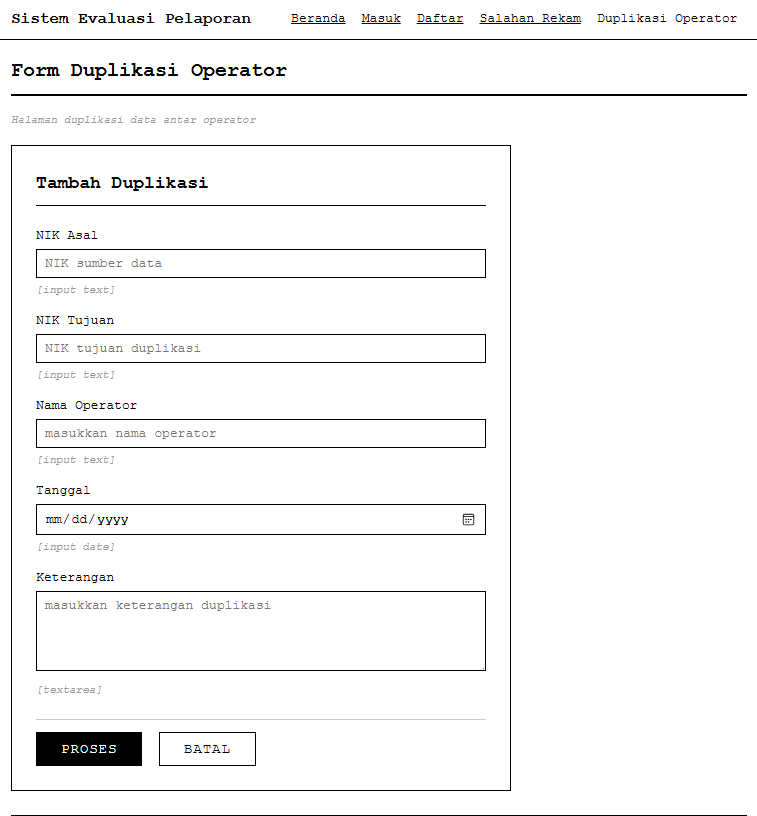 Sistem Evaluasi Pelaporan Beranda Masuk Daftar Salahan Rekam Duplikasi Operator
Form Duplikasi Operator
Halaman duplikasi data antar operator
Tambah Duplikasi
NIK Asal
NIK sumber data
[input text]
NIK Tujuan
NIK tujuan duplikasi
[input text]
Nama Operator
masukkan nama operator
[input text]
Tanggal
mm/dd/yyyy
[input date]
Keterangan
masukkan keterangan duplikasi
[textarea]
PROSES BATAL